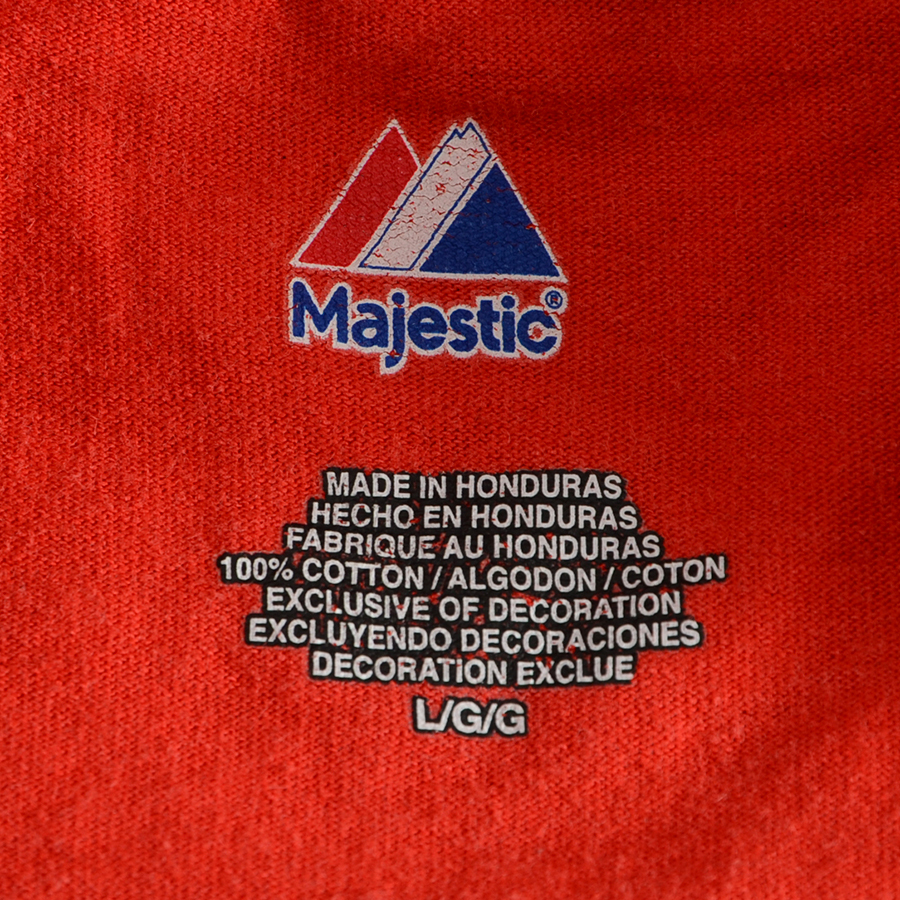 Majestic®
MADE IN HONDURAS
HECHO EN HONDURAS
FABRIQUE AU HONDURAS
100% COTTON / ALGODON / COTON
EXCLUSIVE OF DECORATION
EXCLUYENDO DECORACIONES
DECORATION EXCLUE
L/G/G